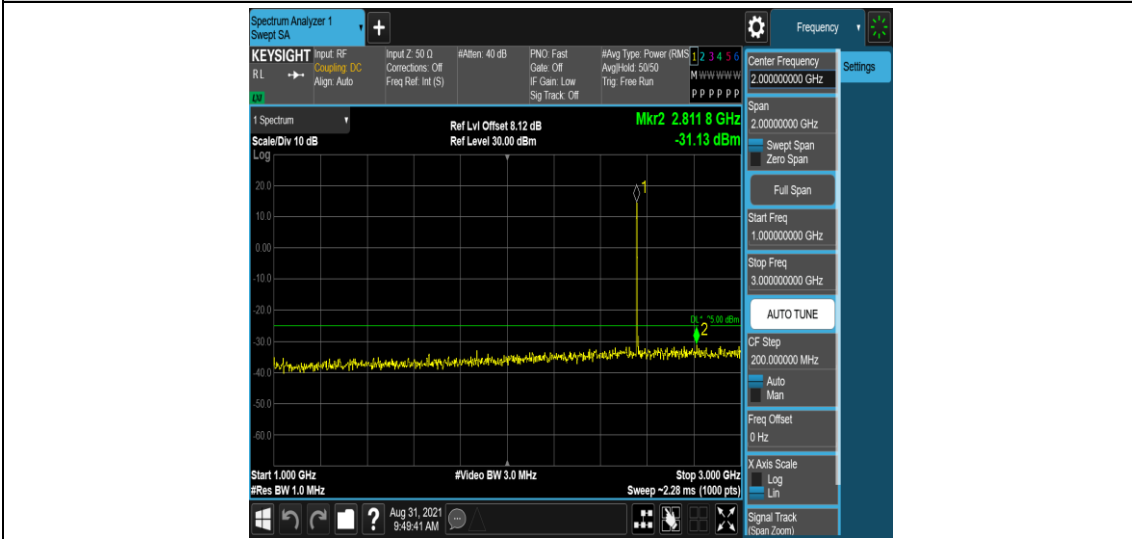 Spectrum Analyzer 1
Swept SA
+
Frequency
KEYSIGHT
RL
LM
Input: RF
Coupling: DC
Align: Auto
Input Z: 50 Ω
Corrections: Off
Freq Ref: Int (S)
#Atten: 40 dB
PNO: Fast
Gate: Off
IF Gain: Low
Sig Track: Off
#Avg Type: Power (RMS
Avg|Hold: 50/50
Trig: Free Run
1 2 3 4 5 6
M W W W W W
P P P P P P
1 Spectrum
Scale/Div 10 dB
Log
Ref Lvl Offset 8.12 dB
Ref Level 30.00 dBm
Mkr2 2.811 8 GHz
-31.13 dBm
20.0
10.0
0.00
-10.0
-20.0
-30.0
-40.0
-50.0
-60.0
1
2
Start 1.000 GHz
#Res BW 1.0 MHz
#Video BW 3.0 MHz
Stop 3.000 GHz
Sweep ~2.28 ms (1000 pts)
?
Aug 31, 2021
9:49:41 AM
Center Frequency
2.000000000 GHz
Settings
Span
2.00000000 GHz
Swept Span
Zero Span
Full Span
Start Freq
1.000000000 GHz
Stop Freq
3.000000000 GHz
AUTO TUNE
CF Step
200.000000 MHz
Auto
Man
Freq Offset
0 Hz
X Axis Scale
Log
Lin
Signal Track
(Span Zoom)